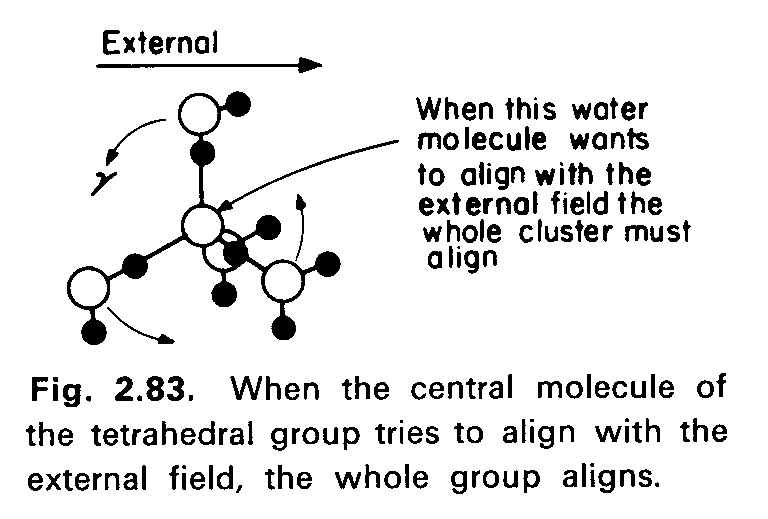 External
γ
When this water
molecule wants
to align with the
external field the
whole cluster must
align
Fig. 2.83. When the central molecule of
the tetrahedral group tries to align with the
external field, the whole group aligns.